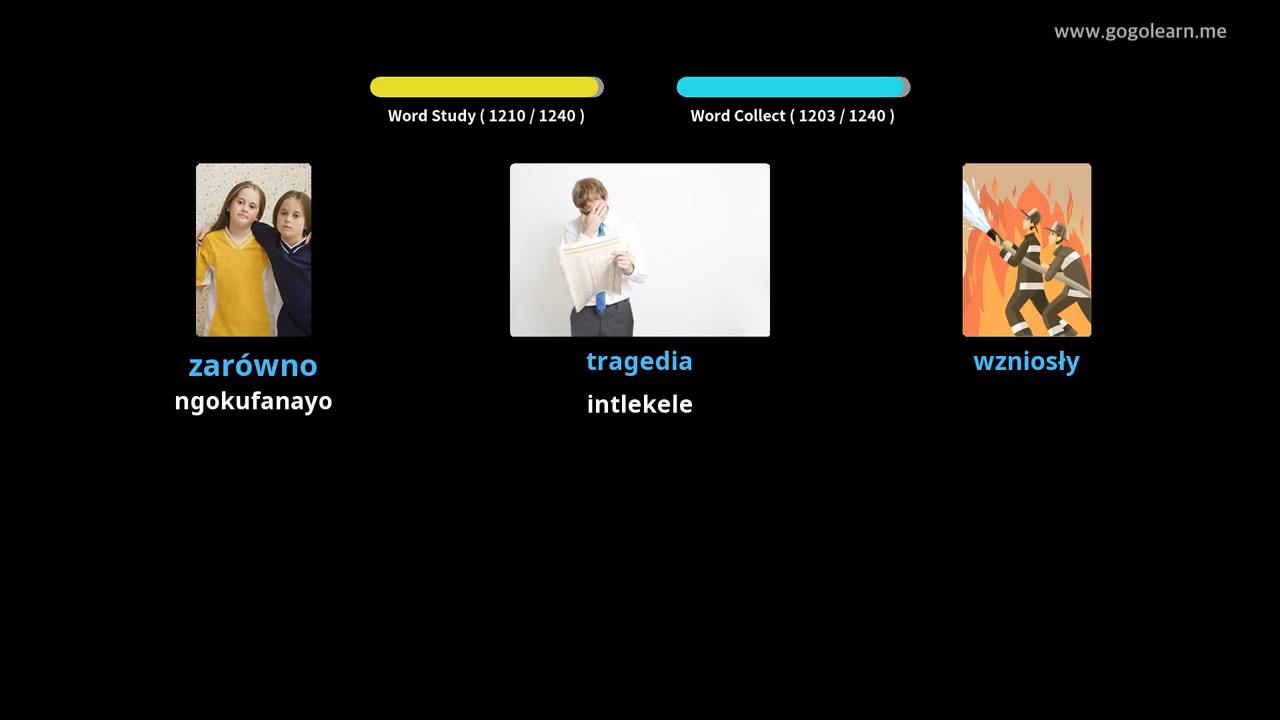 www.gogolearn.me
Word Study ( 1210 / 1240 )
Word Collect ( 1203 / 1240 )
zarówno
ngokufanayo
tragedia
intlekele
wzniosły